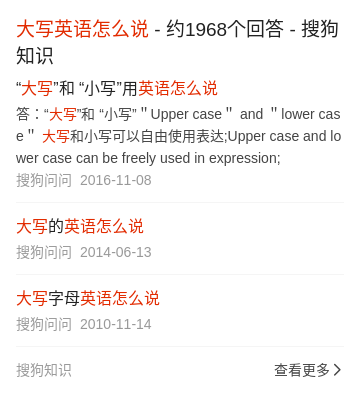 大写英语怎么说 - 约1968个回答 - 搜狗
知识
“大写”和 “小写”用英语怎么说
答：“大写”和 “小写”＂Upper case＂ and ＂lower cas
e＂ 大写和小写可以自由使用表达;Upper case and lo
wer case can be freely used in expression;
搜狗问问 2016-11-08
大写的英语怎么说
搜狗问问 2014-06-13
大写字母英语怎么说
搜狗问问 2010-11-14
搜狗知识 查看更多